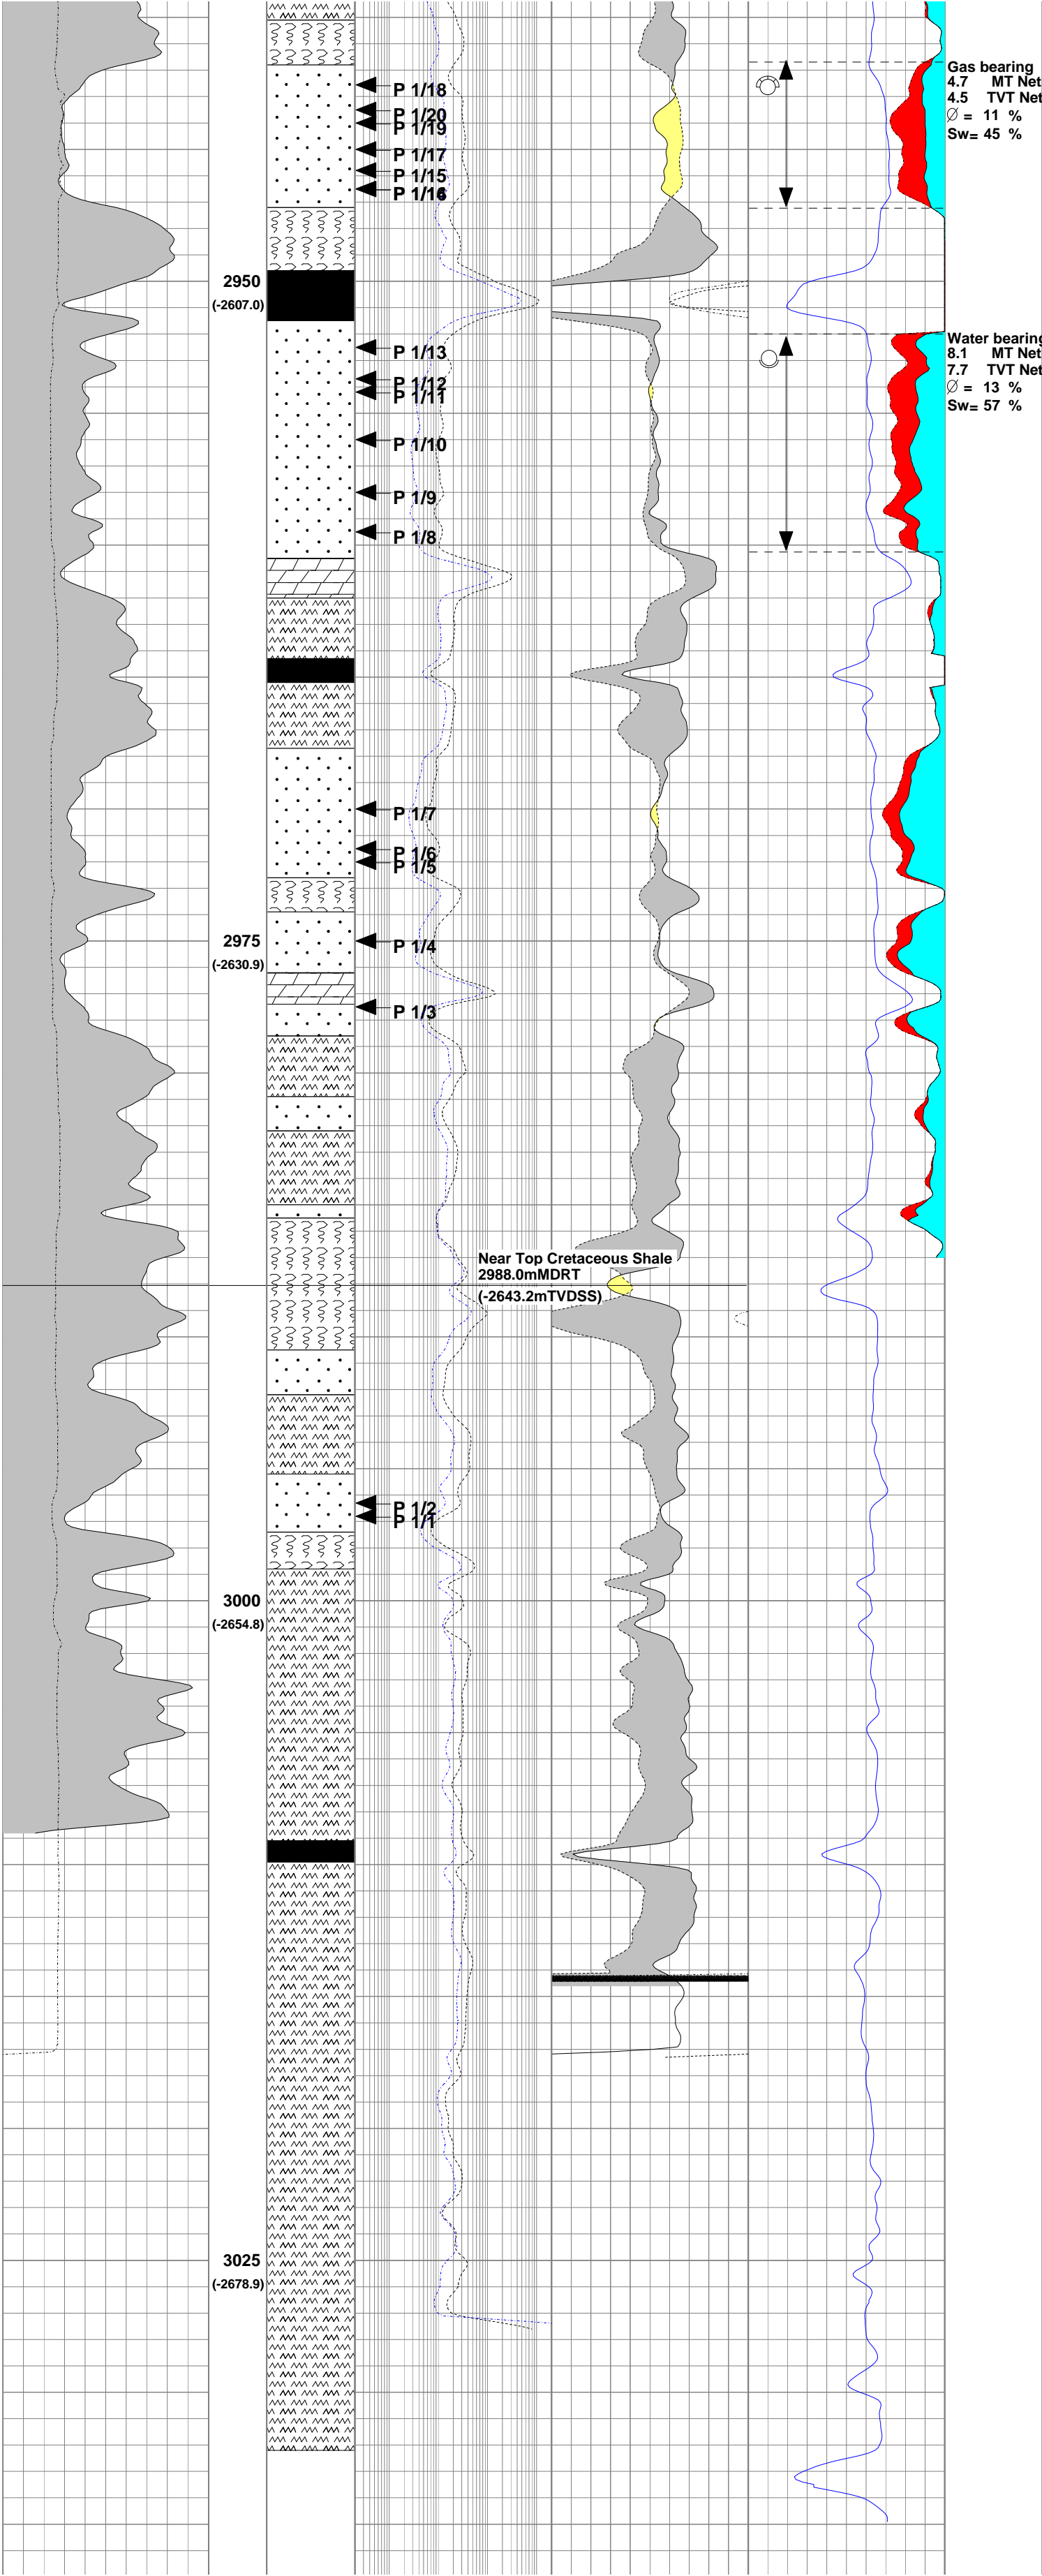 Gas bearing
4.7 MT Net
4.5 TVT Net
Ø = 11 %
Sw= 45 %
P 1/18
P 1/20
P 1/19
P 1/17
P 1/15
P 1/16
2950
(-2607.0)
Water bearing
8.1 MT Net
7.7 TVT Net
Ø = 13 %
Sw= 57 %
P 1/13
P 1/12
P 1/11
P 1/10
P 1/9
P 1/8
P 1/7
P 1/6
P 1/5
2975
(-2630.9)
P 1/4
P 1/3
Near Top Cretaceous Shale
2988.0mMDRT
(-2643.2mTVDSS)
P 1/2
P 1/1
3000
(-2654.8)
3025
(-2678.9)